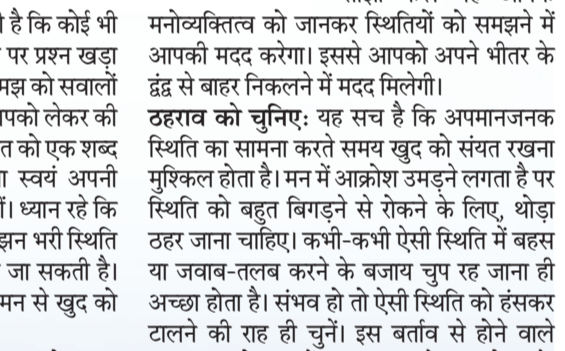 है कि कोई भी
पर प्रश्न खड़ा
को सवालों
लेकर की
को एक शब्द
स्वयं अपनी
ध्यान रहे कि
भरी स्थिति
जा सकती है।
मन से खुद को
मनोव्यक्तित्व को जानकर स्थितियों को समझने में
आपकी मदद करेगा। इससे आपको अपने भीतर के
द्वंद्व से बाहर निकलने में मदद मिलेगी।
ठहराव को चुनिए: यह सच है कि अपमानजनक
स्थिति का सामना करते समय खुद को संयत रखना
मुश्किल होता है। मन में आक्रोश उमड़ने लगता है पर
स्थिति को बहुत बिगड़ने से रोकने के लिए, थोड़ा
ठहर जाना चाहिए। कभी-कभी ऐसी स्थिति में बहस
या जवाब-तलब करने के बजाय चुप रह जाना ही
अच्छा होता है। संभव हो तो ऐसी स्थिति को हंसकर
टालने की राह ही चुनें। इस बर्ताव से होने वाले